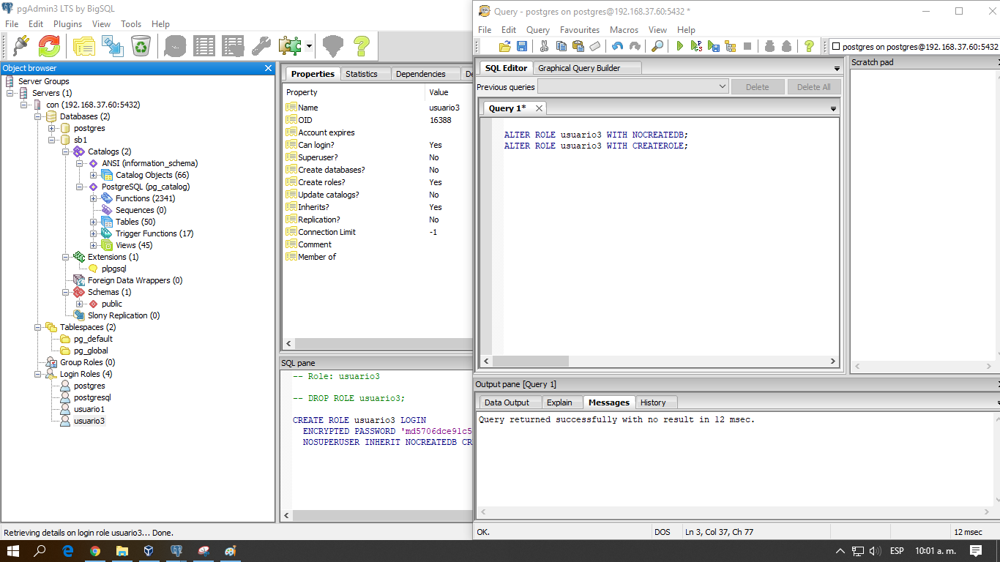 pgAdmin3 LTS by BigSQL
File Edit Plugins View Tools Help
Object browser
Server Groups
Servers (1)
con (192.168.37.60:5432)
Databases (2)
postgres
sb1
Catalogs (2)
ANSI (information_schema)
Catalog Objects (66)
PostgreSQL (pg_catalog)
Functions (2341)
Sequences (0)
Tables (50)
Trigger Functions (17)
Views (45)
Extensions (1)
plpgsql
Foreign Data Wrappers (0)
Schemas (1)
public
Slony Replication (0)
Tablespaces (2)
pg_default
pg_global
Group Roles (0)
Login Roles (4)
postgres
postgresql
usuario1
usuario3
Properties Statistics Dependencies De
Property Value
Name usuario3
OID 16388
Account expires
Can login? Yes
Superuser? No
Create databases? No
Create roles? Yes
Update catalogs? No
Inherits? Yes
Replication? No
Connection Limit -1
Comment
Member of
SQL pane
-- Role: usuario3
-- DROP ROLE usuario3;
CREATE ROLE usuario3 LOGIN
ENCRYPTED PASSWORD 'md5706dce91c5
NOSUPERUSER INHERIT NOCREATEDB CR
Retrieving details on login role usuario3... Done.
Query - postgres on postgres@192.168.37.60:5432 *
File Edit Query Favourites Macros View Help
postgres on postgres@192.168.37.60:5432
SQL Editor Graphical Query Builder
Previous queries Delete Delete All
Query 1*
ALTER ROLE usuario3 WITH NOCREATEDB;
ALTER ROLE usuario3 WITH CREATEROLE;
Scratch pad
Output pane [Query 1]
Data Output Explain Messages History
Query returned successfully with no result in 12 msec.
OK. DOS Ln 3, Col 37, Ch 77 12 msec
ESP 10:01 a. m.